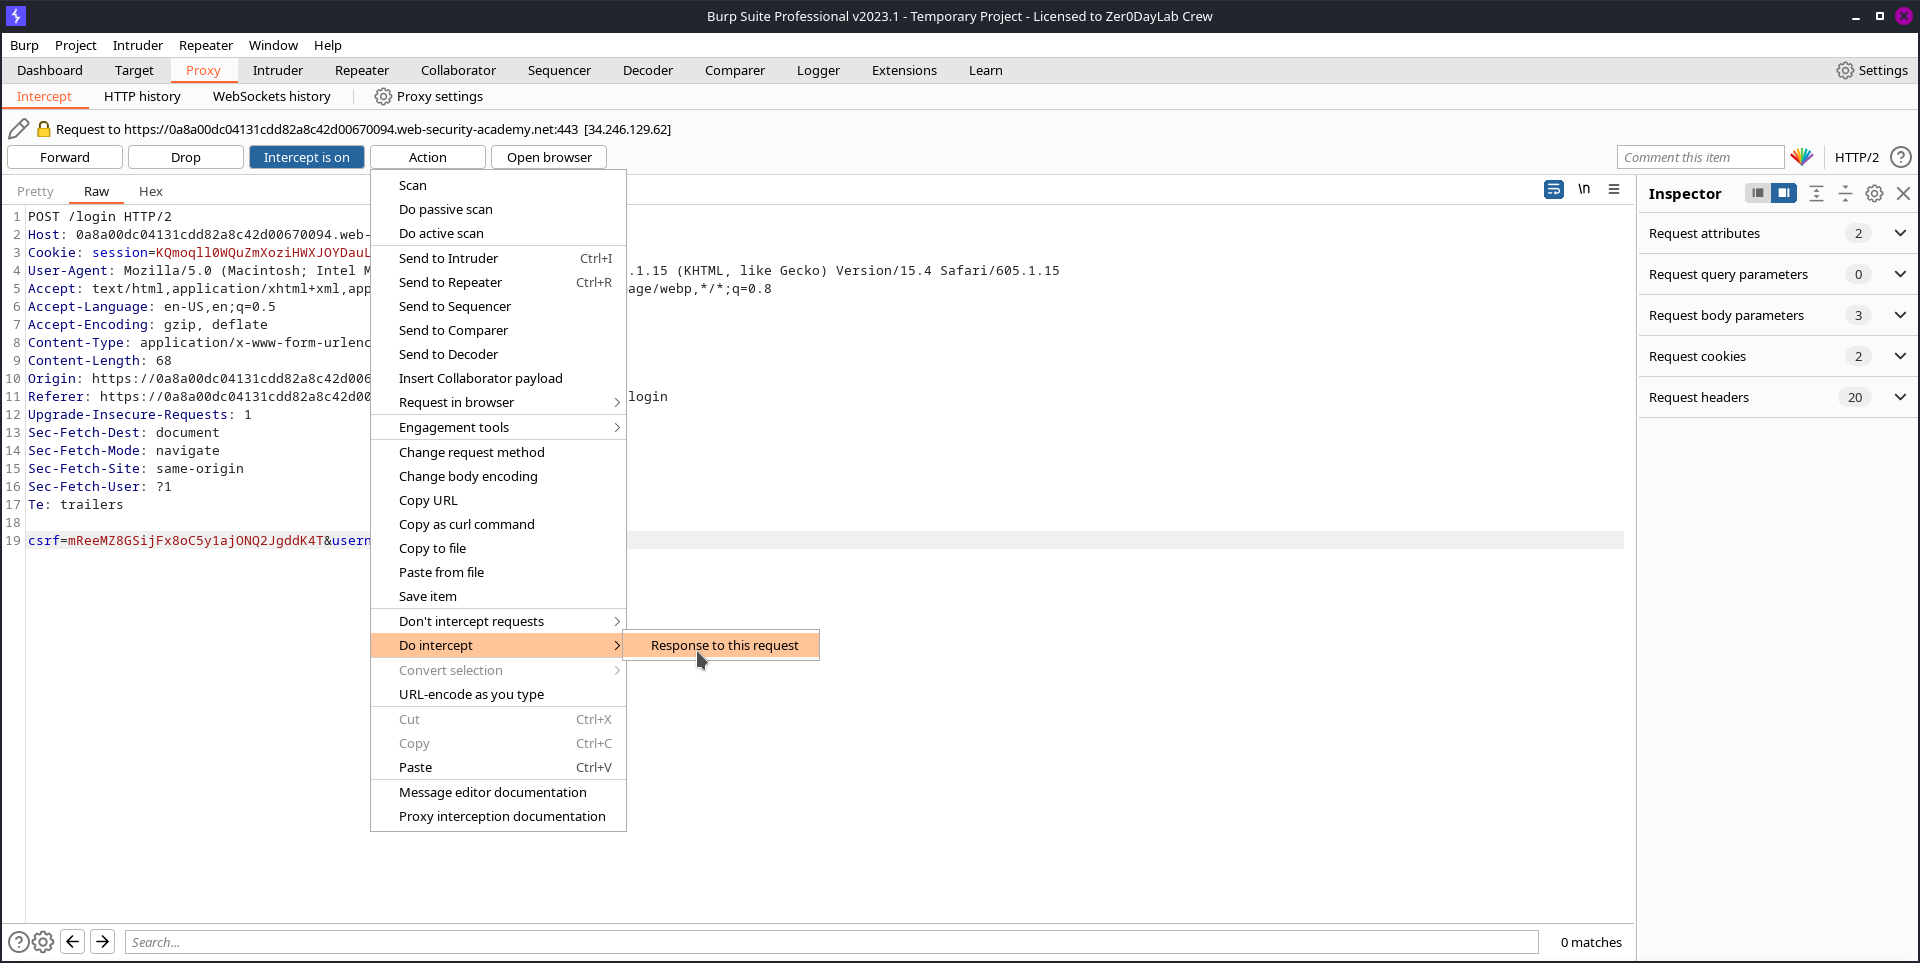 Burp Suite Professional v2023.1 - Temporary Project - Licensed to Zer0DayLab Crew
Burp Project Intruder Repeater Window Help
Dashboard Target Proxy Intruder Repeater Collaborator Sequencer Decoder Comparer Logger Extensions Learn Settings
Intercept HTTP history WebSockets history Proxy settings
Request to https://0a8a00dc04131cdd82a8c42d00670094.web-security-academy.net:443 [34.246.129.62]
Forward Drop Intercept is on Action Open browser Comment this item HTTP/2 ?
Pretty Raw Hex \n
1 POST /login HTTP/2
2 Host: 0a8a00dc04131cdd82a8c42d00670094.web-
3 Cookie: session=KQmoqll0WQuZmXoziHWXJOYDauL
4 User-Agent: Mozilla/5.0 (Macintosh; Intel M .1.15 (KHTML, like Gecko) Version/15.4 Safari/605.1.15
5 Accept: text/html,application/xhtml+xml,app age/webp,*/*;q=0.8
6 Accept-Language: en-US,en;q=0.5
7 Accept-Encoding: gzip, deflate
8 Content-Type: application/x-www-form-urlenc
9 Content-Length: 68
10 Origin: https://0a8a00dc04131cdd82a8c42d006
11 Referer: https://0a8a00dc04131cdd82a8c42d00 login
12 Upgrade-Insecure-Requests: 1
13 Sec-Fetch-Dest: document
14 Sec-Fetch-Mode: navigate
15 Sec-Fetch-Site: same-origin
16 Sec-Fetch-User: ?1
17 Te: trailers
18
19 csrf=mReeMZ8GSijFx8oC5y1ajONQ2JgddK4T&usern
Scan
Do passive scan
Do active scan
Send to Intruder Ctrl+I
Send to Repeater Ctrl+R
Send to Sequencer
Send to Comparer
Send to Decoder
Insert Collaborator payload
Request in browser
Engagement tools
Change request method
Change body encoding
Copy URL
Copy as curl command
Copy to file
Paste from file
Save item
Don't intercept requests
Do intercept
Response to this request
Convert selection
URL-encode as you type
Cut Ctrl+X
Copy Ctrl+C
Paste Ctrl+V
Message editor documentation
Proxy interception documentation
Inspector
Request attributes 2
Request query parameters 0
Request body parameters 3
Request cookies 2
Request headers 20
? Search... 0 matches